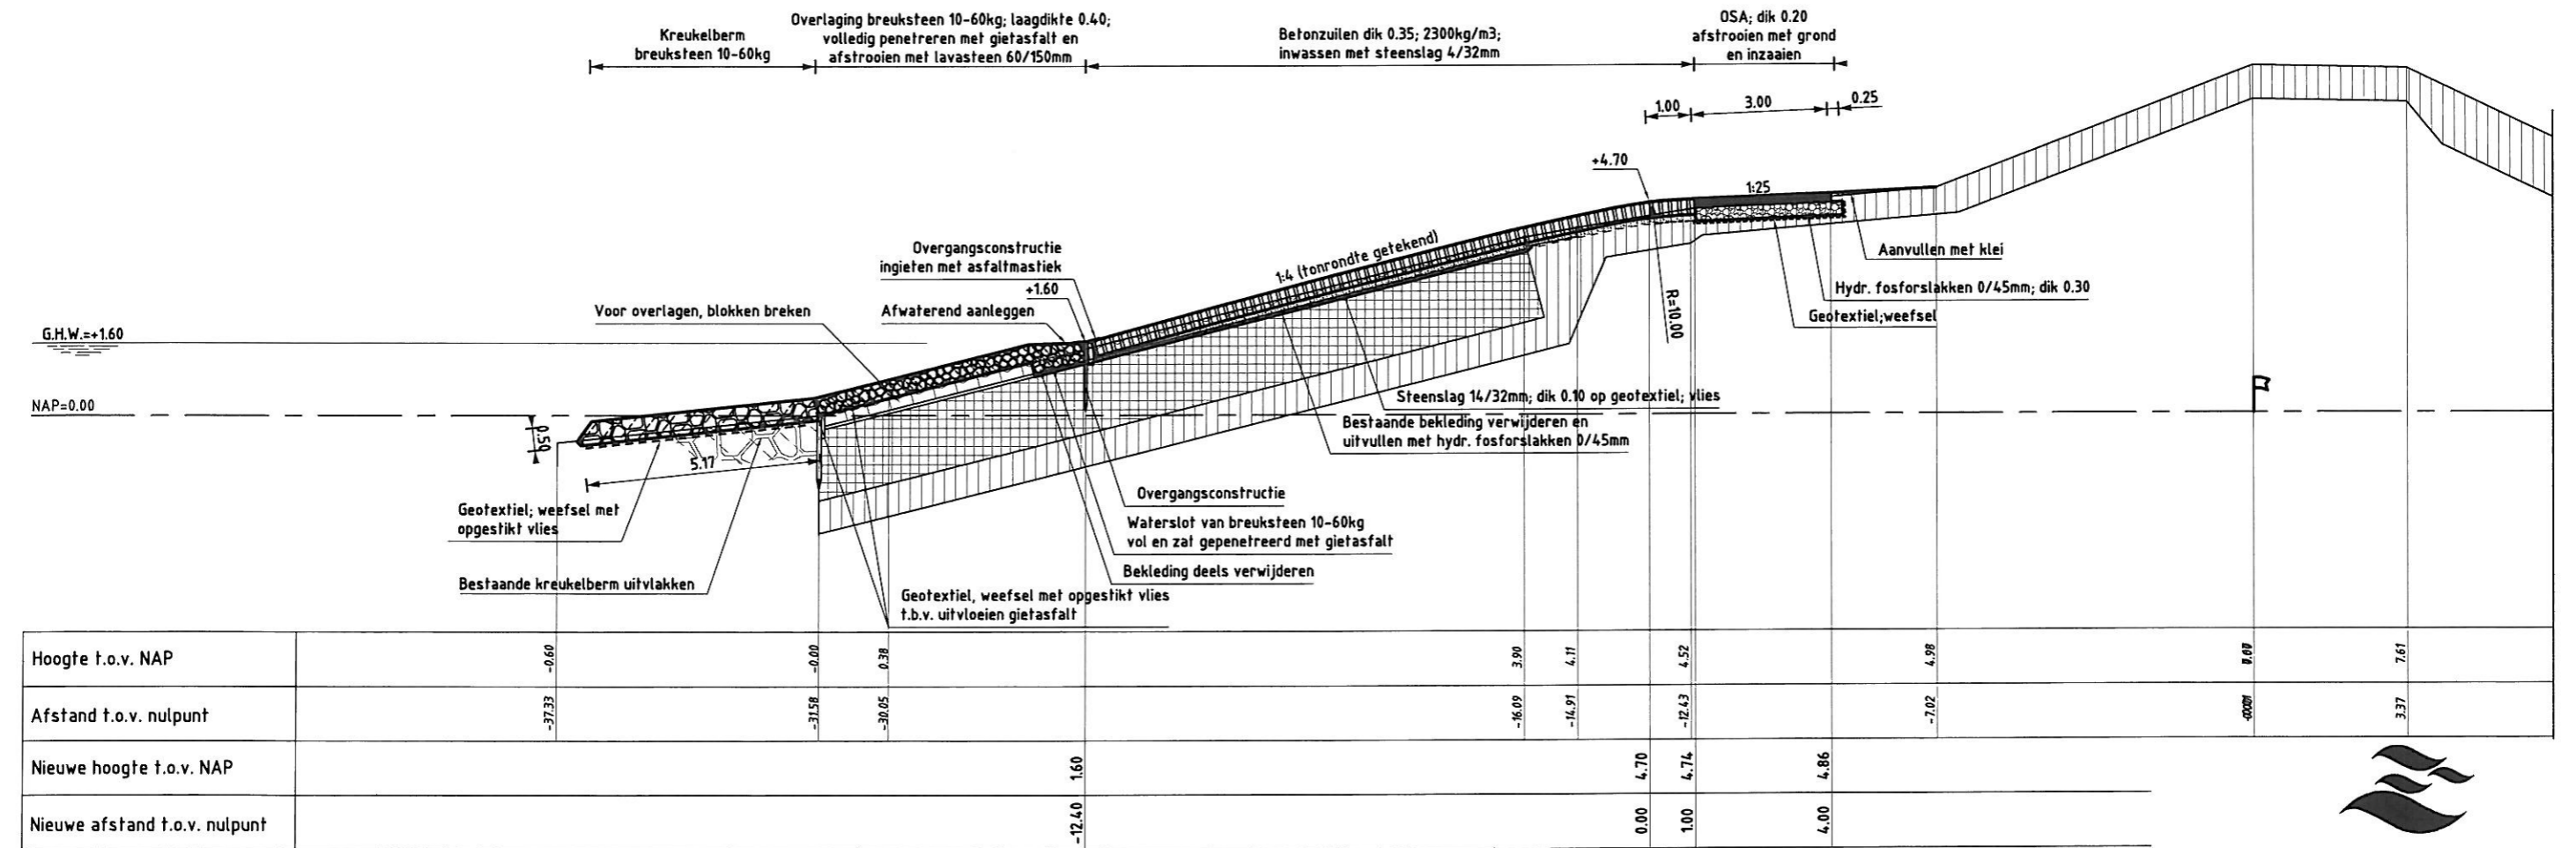 Kreukelberm
breuksteen 10-60kg
Overlaging breuksteen 10-60kg; laagdikte 0.40;
volledig penetreren met gietasfalt en
afstrooien met lavasteen 60/150mm
Betonzuilen dik 0.35; 2300kg/m3;
inwassen met steenslag 4/32mm
OSA; dik 0.20
afstrooien met grond
en inzaaien
1.00
3.00
0.25
+4.70
1:25
1:4 (tonrondte getekend)
R=10.00
Overgangsconstructie
ingieten met asfaltmastiek
+1.60
Voor overlagen, blokken breken
Afwaterend aanleggen
Aanvullen met klei
Hydr. fosforslakken 0/45mm; dik 0.30
Geotextiel;weefsel
G.H.W.=+1.60
NAP=0.00
0.50
5.17
Steenslag 14/32mm; dik 0.10 op geotextiel; vlies
Bestaande bekleding verwijderen en
uitvullen met hydr. fosforslakken 0/45mm
Geotextiel; weefsel met
opgestikt vlies
Overgangsconstructie
Waterslot van breuksteen 10-60kg
vol en zat gepenetreerd met gietasfalt
Bekleding deels verwijderen
Bestaande kreukelberm uitvlakken
Geotextiel, weefsel met opgestikt vlies
t.b.v. uitvloeien gietasfalt
Hoogte t.o.v. NAP -0.60 -0.00 0.38 3.90 4.11 4.52 4.98 7.61
Afstand t.o.v. nulpunt -37.33 -31.58 -30.05 -16.09 -14.91 -12.43 -7.02 3.37
Nieuwe hoogte t.o.v. NAP 1.60 4.70 4.74 4.86
Nieuwe afstand t.o.v. nulpunt -12.40 0.00 1.00 4.00